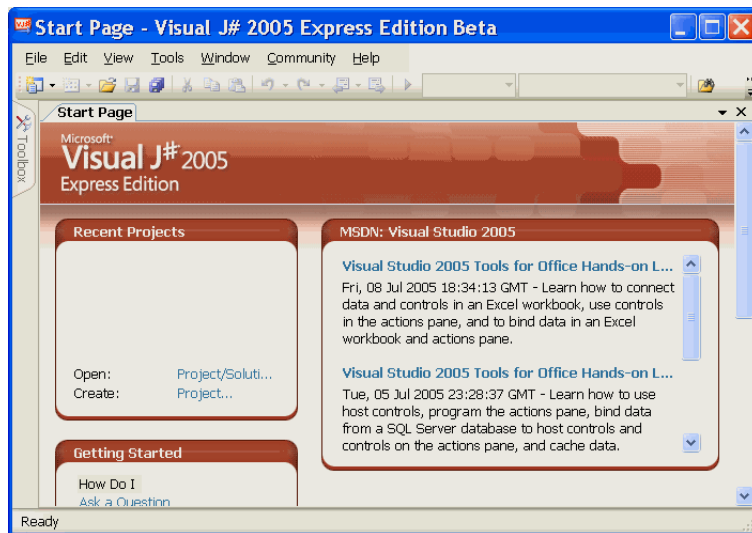 Start Page - Visual J# 2005 Express Edition Beta
File Edit View Tools Window Community Help
Toolbox
Start Page
Microsoft
Visual J# 2005
Express Edition
Recent Projects
Open: Project/Soluti...
Create: Project...
Getting Started
How Do I
Ask a Question
MSDN: Visual Studio 2005
Visual Studio 2005 Tools for Office Hands-on L...
Fri, 08 Jul 2005 18:34:13 GMT - Learn how to connect
data and controls in an Excel workbook, use controls
in the actions pane, and to bind data in an Excel
workbook and actions pane.
Visual Studio 2005 Tools for Office Hands-on L...
Tue, 05 Jul 2005 23:28:37 GMT - Learn how to use
host controls, program the actions pane, bind data
from a SQL Server database to host controls and
controls on the actions pane, and cache data.
Ready